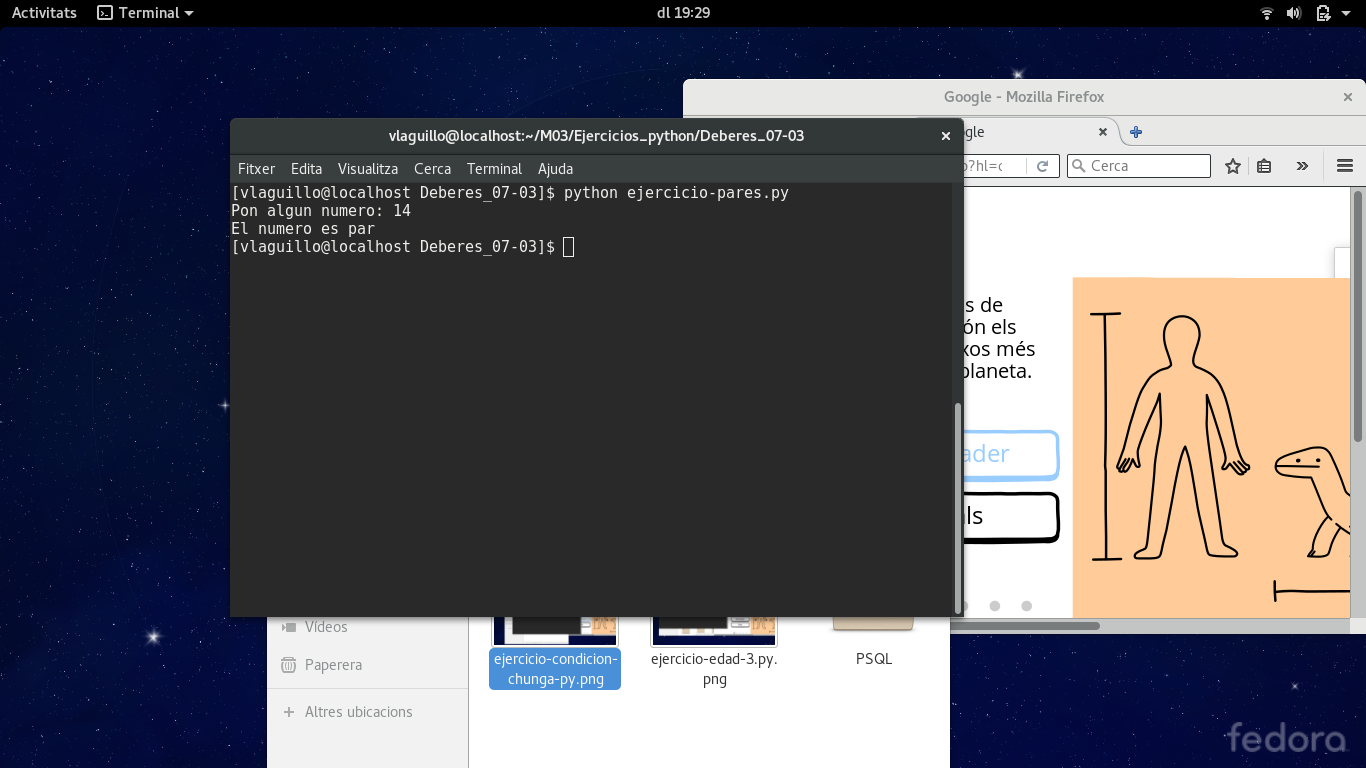 Activitats
Terminal
dl 19:29
Google - Mozilla Firefox
vlaguillo@localhost:~/M03/Ejercicios_python/Deberes_07-03
Fitxer Edita Visualitza Cerca Terminal Ajuda
[vlaguillo@localhost Deberes_07-03]$ python ejercicio-pares.py
Pon algun numero: 14
El numero es par
[vlaguillo@localhost Deberes_07-03]$
Cerca
s de
ón els
xos més
planeta.
ader
ls
Vídeos
Paperera
Altres ubicacions
ejercicio-condicion-
chunga-py.png
ejercicio-edad-3.py.
png
PSQL
fedora